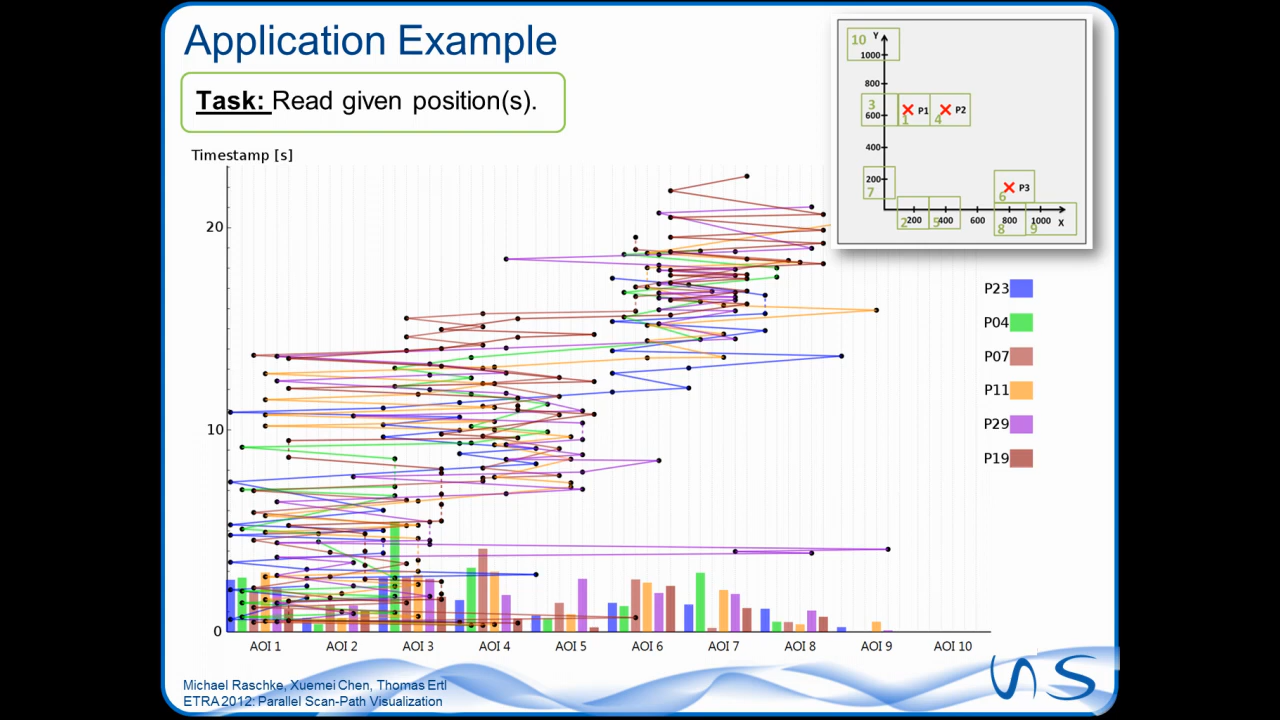 Application Example
Task: Read given position(s).
Timestamp [s]
20
10
0
AOI 1 AOI 2 AOI 3 AOI 4 AOI 5 AOI 6 AOI 7 AOI 8 AOI 9 AOI 10
10 Y
1000
800
3 P1 P2
600 1 4
400
200
7 6 P3
200 400 600 800 1000 X
2 5 8 9
P23
P04
P07
P11
P29
P19
Michael Raschke, Xuemei Chen, Thomas Ertl
ETRA 2012: Parallel Scan-Path Visualization